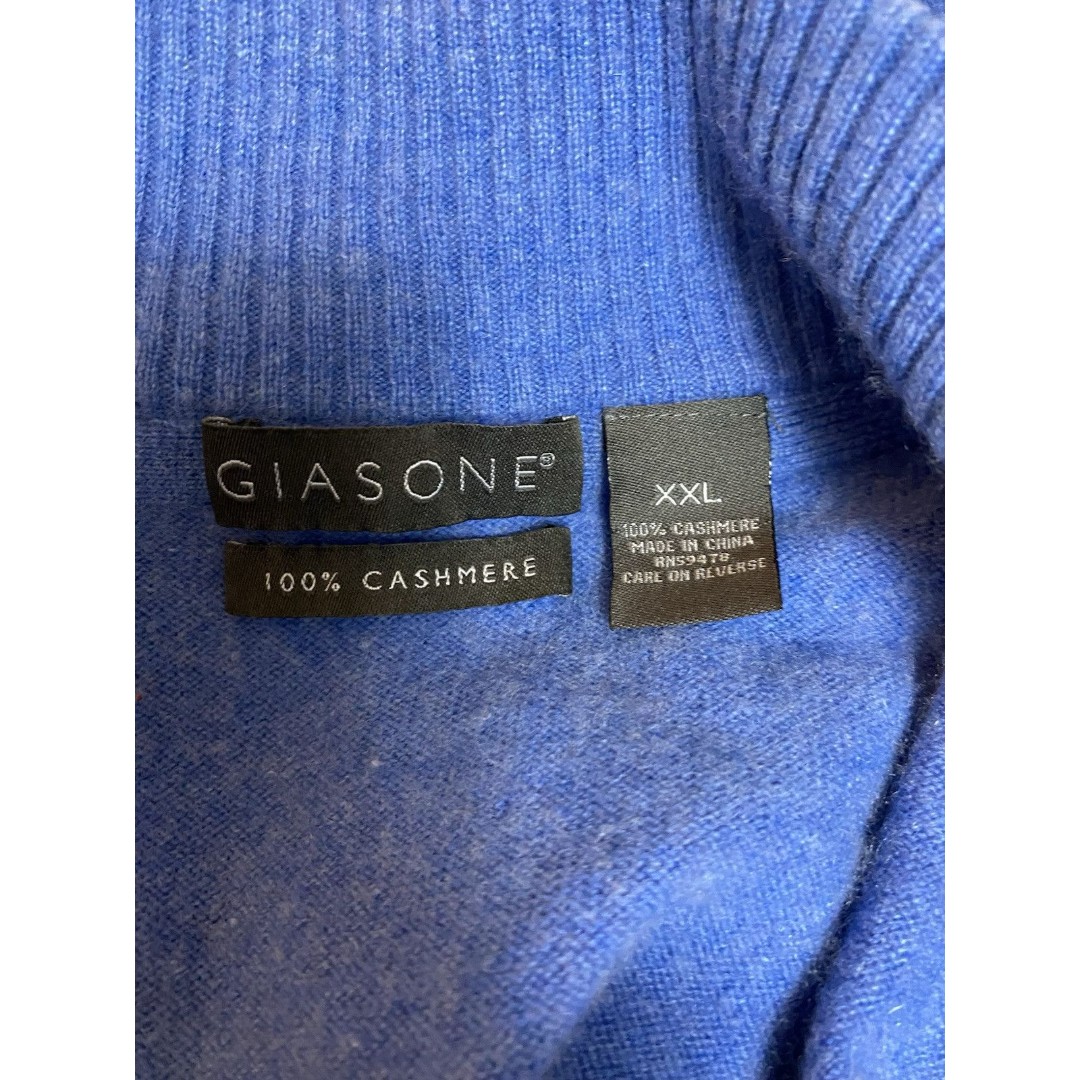 GIASONE®
100% CASHMERE
XXL
100% CASHMERE
MADE IN CHINA
RN59478
CARE ON REVERSE